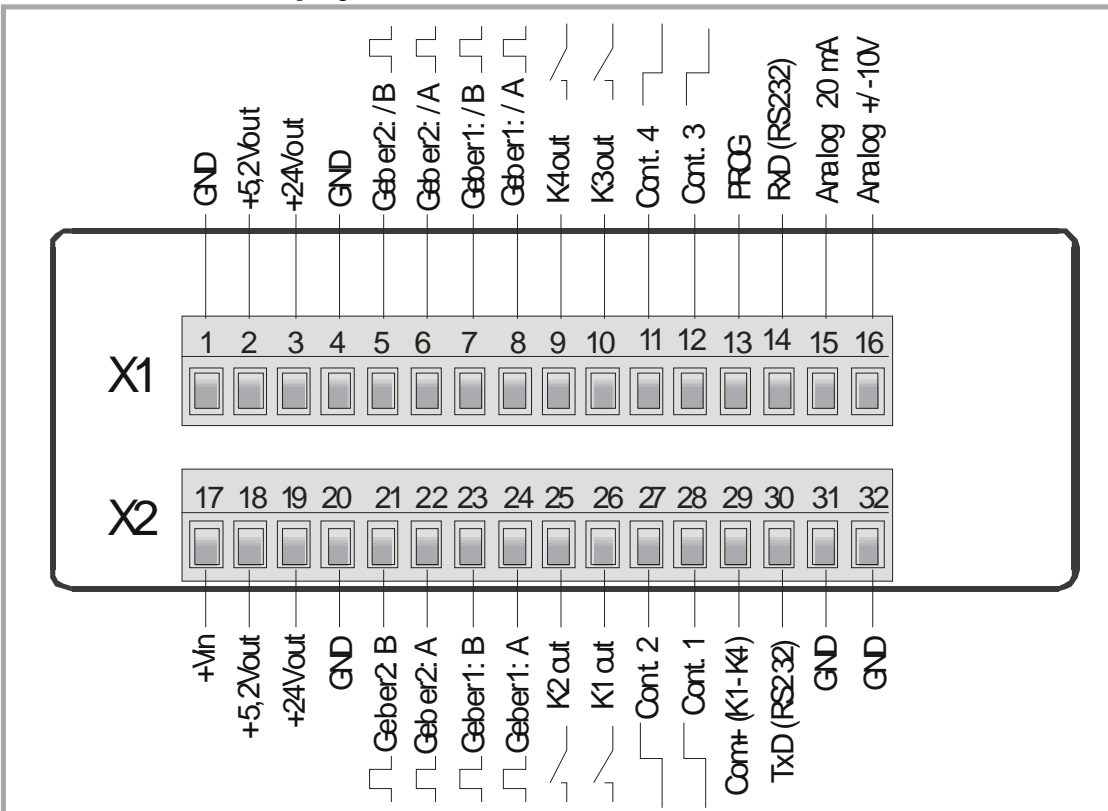 GND
+5,2Vout
+24Vout
GND
Geber2: /B
Geber2: /A
Geber1: /B
Geber1: /A
K4 out
K3 out
Cont. 4
Cont. 3
PROG
RxD (RS232)
Analog 20 mA
Analog +/-10V
X1
1 2 3 4 5 6 7 8 9 10 11 12 13 14 15 16
X2
17 18 19 20 21 22 23 24 25 26 27 28 29 30 31 32
+Vin
+5,2Vout
+24Vout
GND
Geber2 B
Geber2: A
Geber1: B
Geber1: A
K2 out
K1 out
Cont. 2
Cont. 1
Com+ (K1-K4)
TxD (RS232)
GND
GND